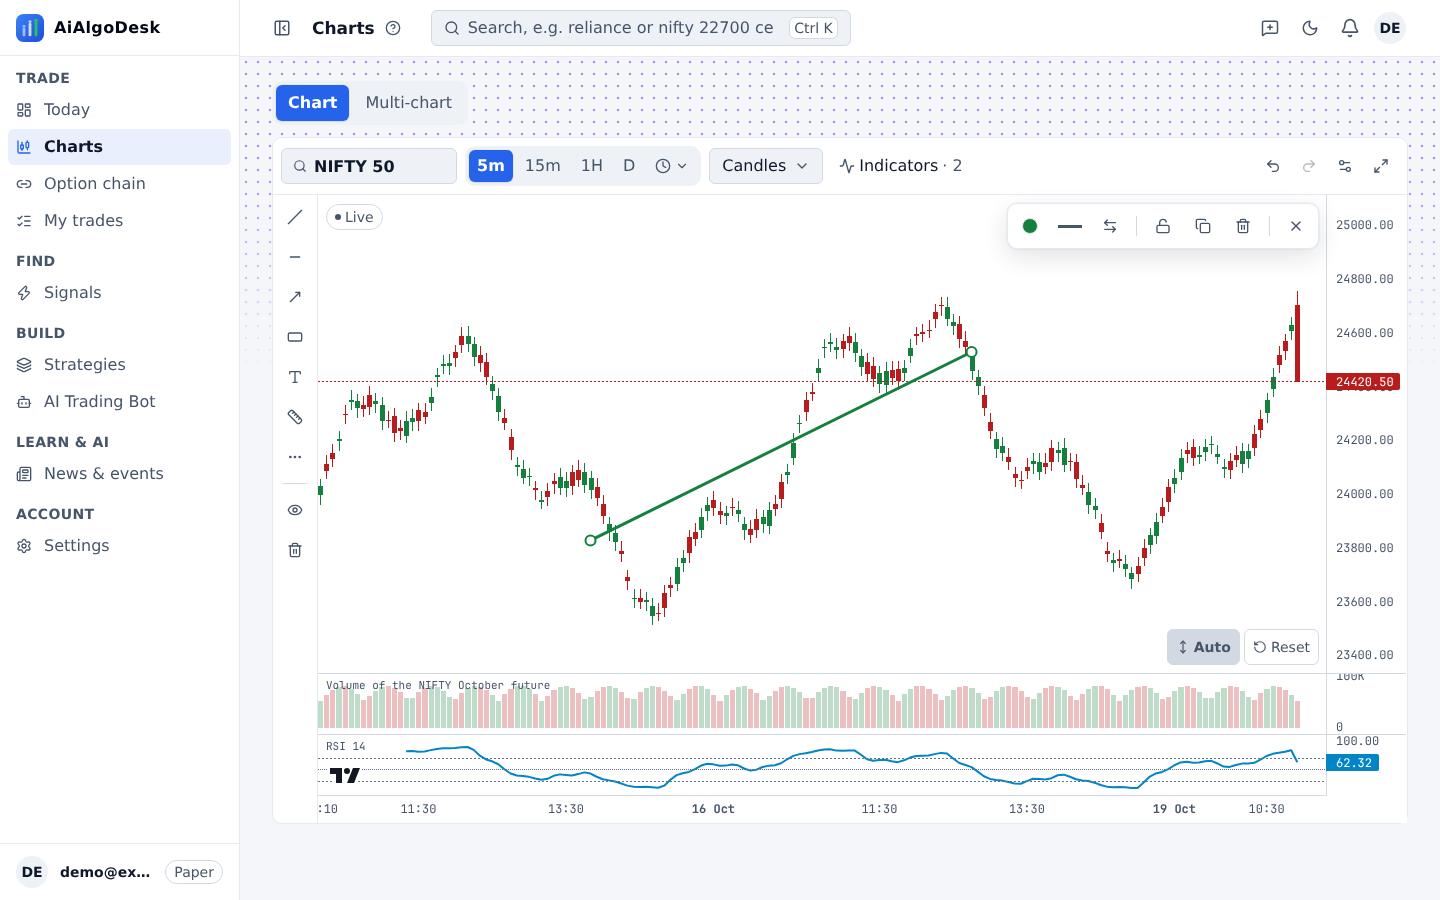 AiAlgoDesk
Charts
Search, e.g. reliance or nifty 22700 ce
Ctrl K
DE
TRADE
Today
Charts
Option chain
My trades
FIND
Signals
BUILD
Strategies
AI Trading Bot
LEARN & AI
News & events
ACCOUNT
Settings
DE
demo@ex...
Paper
Chart
Multi-chart
NIFTY 50
5m
15m
1H
D
Candles
Indicators · 2
Live
25000.00
24800.00
24600.00
24420.50
24200.00
24000.00
23800.00
23600.00
23400.00
Auto
Reset
Volume of the NIFTY October future
100K
0
RSI 14
100.00
62.32
:10
11:30
13:30
16 Oct
11:30
13:30
19 Oct
10:30